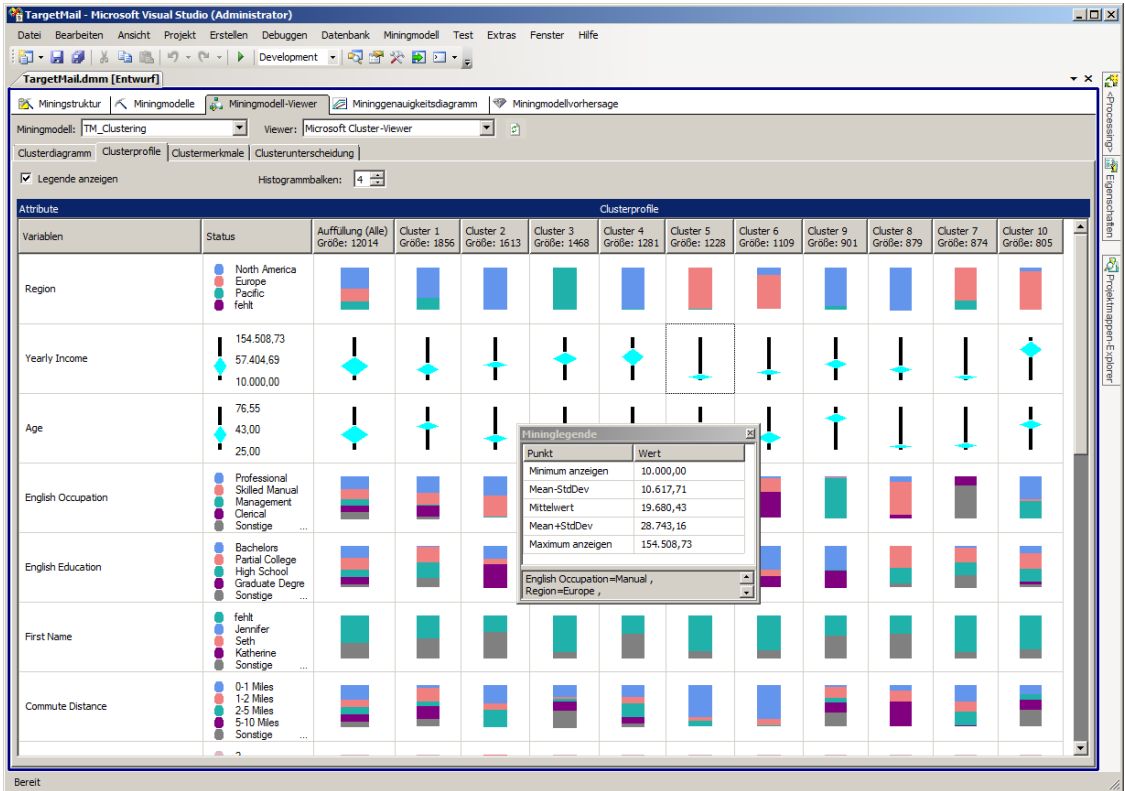 TargetMail - Microsoft Visual Studio (Administrator)
Datei Bearbeiten Ansicht Projekt Erstellen Debuggen Datenbank Miningmodell Test Extras Fenster Hilfe
Development
TargetMail.dmm [Entwurf]
Miningstruktur Miningmodelle Miningmodell-Viewer Mininggenauigkeitsdiagramm Miningmodellvorhersage
Miningmodell: TM_Clustering Viewer: Microsoft Cluster-Viewer
Clusterdiagramm Clusterprofile Clustermerkmale Clusterunterscheidung
Legende anzeigen Histogrammbalken: 4
Attribute Clusterprofile
Variablen Status
Auffüllung (Alle) Größe: 12014
Cluster 1 Größe: 1856
Cluster 2 Größe: 1613
Cluster 3 Größe: 1468
Cluster 4 Größe: 1281
Cluster 5 Größe: 1228
Cluster 6 Größe: 1109
Cluster 9 Größe: 901
Cluster 8 Größe: 879
Cluster 7 Größe: 874
Cluster 10 Größe: 805
Region
North America
Europe
Pacific
fehlt
Yearly Income
154.508,73
57.404,69
10.000,00
Age
76,55
43,00
25,00
English Occupation
Professional
Skilled Manual
Management
Clerical
Sonstige ...
English Education
Bachelors
Partial College
High School
Graduate Degre
Sonstige ...
First Name
fehlt
Jennifer
Seth
Katherine
Sonstige ...
Commute Distance
0-1 Miles
1-2 Miles
2-5 Miles
5-10 Miles
Sonstige ...
Mininglegende
Punkt Wert
Minimum anzeigen 10.000,00
Mean-StdDev 10.617,71
Mittelwert 19.680,43
Mean+StdDev 28.743,16
Maximum anzeigen 154.508,73
English Occupation=Manual ,
Region=Europe ,
<Processing>
Eigenschaften
Projektmappen-Explorer
Bereit